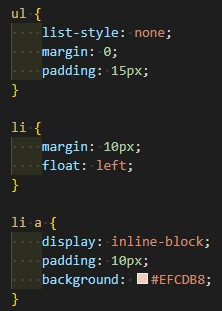 ul {
    list-style: none;
    margin: 0;
    padding: 15px;
}

li {
    margin: 10px;
    float: left;
}

li a {
    display: inline-block;
    padding: 10px;
    background: #EFCDB8;
}